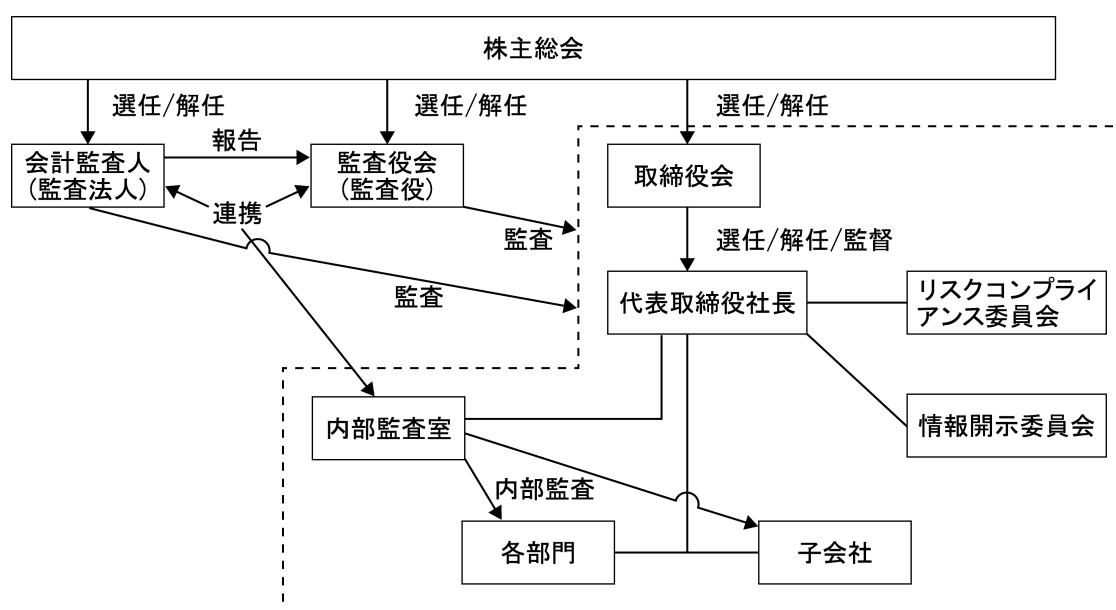 株主総会
選任/解任
選任/解任
選任/解任
報告
会計監査人
(監査法人)
監査役会
(監査役)
取締役会
連携
監査
選任/解任/監督
監査
代表取締役社長
リスクコンプライ
アンス委員会
内部監査室
情報開示委員会
内部監査
各部門
子会社